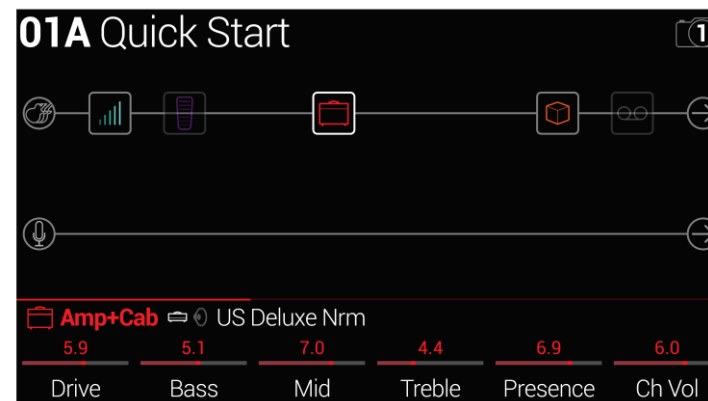 01A Quick Start
1
Amp+Cab US Deluxe Nrm
5.9 5.1 7.0 4.4 6.9 6.0
Drive Bass Mid Treble Presence Ch Vol